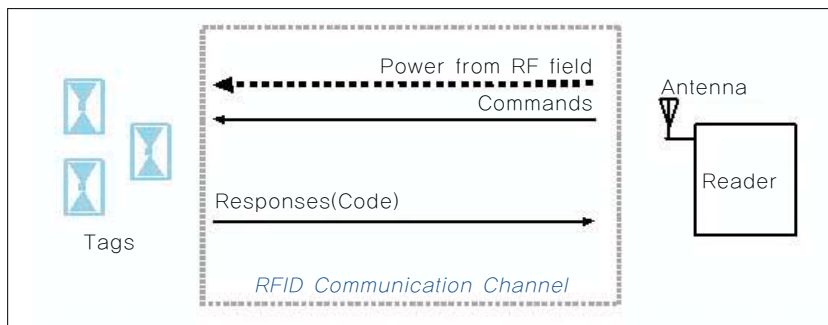 Power from RF field
Antenna
Commands
Reader
Responses(Code)
Tags
RFID Communication Channel